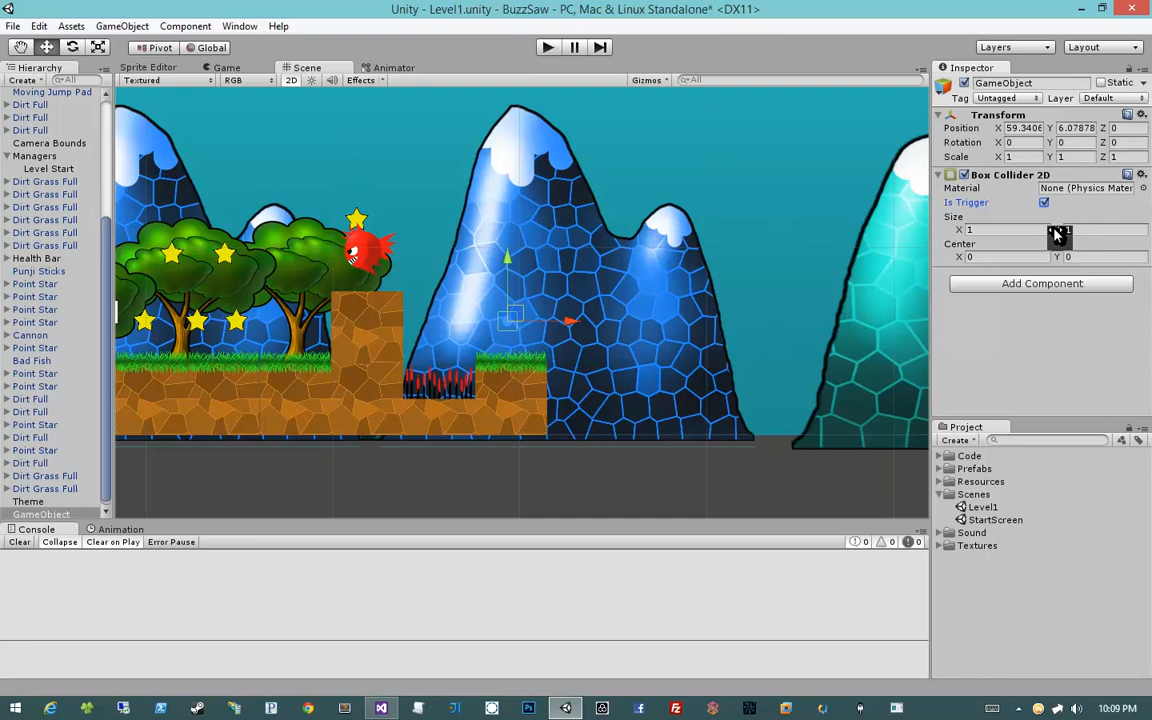 Unity - Level1.unity - BuzzSaw - PC, Mac & Linux Standalone* <DX11>
File Edit Assets GameObject Component Window Help
Pivot Global Layers Layout
Hierarchy Sprite Editor Game Scene Animator Inspector
Create All Textured RGB 2D Effects Gizmos All
GameObject Static
Tag Untagged Layer Default
Transform
Position X 59.3406 Y 6.07878 Z 0
Rotation X 0 Y 0 Z 0
Scale X 1 Y 1 Z 1
Box Collider 2D
Material None (Physics Mater
Is Trigger
Size
X 1 1
Center
X 0 Y 0
Add Component
Moving Jump Pad
Dirt Full
Dirt Full
Dirt Full
Camera Bounds
Managers
Level Start
Dirt Grass Full
Dirt Grass Full
Dirt Grass Full
Dirt Grass Full
Dirt Grass Full
Health Bar
Punji Sticks
Point Star
Point Star
Point Star
Point Star
Cannon
Point Star
Bad Fish
Point Star
Point Star
Dirt Full
Dirt Full
Point Star
Dirt Full
Point Star
Dirt Full
Dirt Grass Full
Dirt Grass Full
Theme
GameObject
Project
Create
Code
Prefabs
Resources
Scenes
Level1
StartScreen
Sound
Textures
Console Animation
Clear Collapse Clear on Play Error Pause 0 0 0
10:09 PM